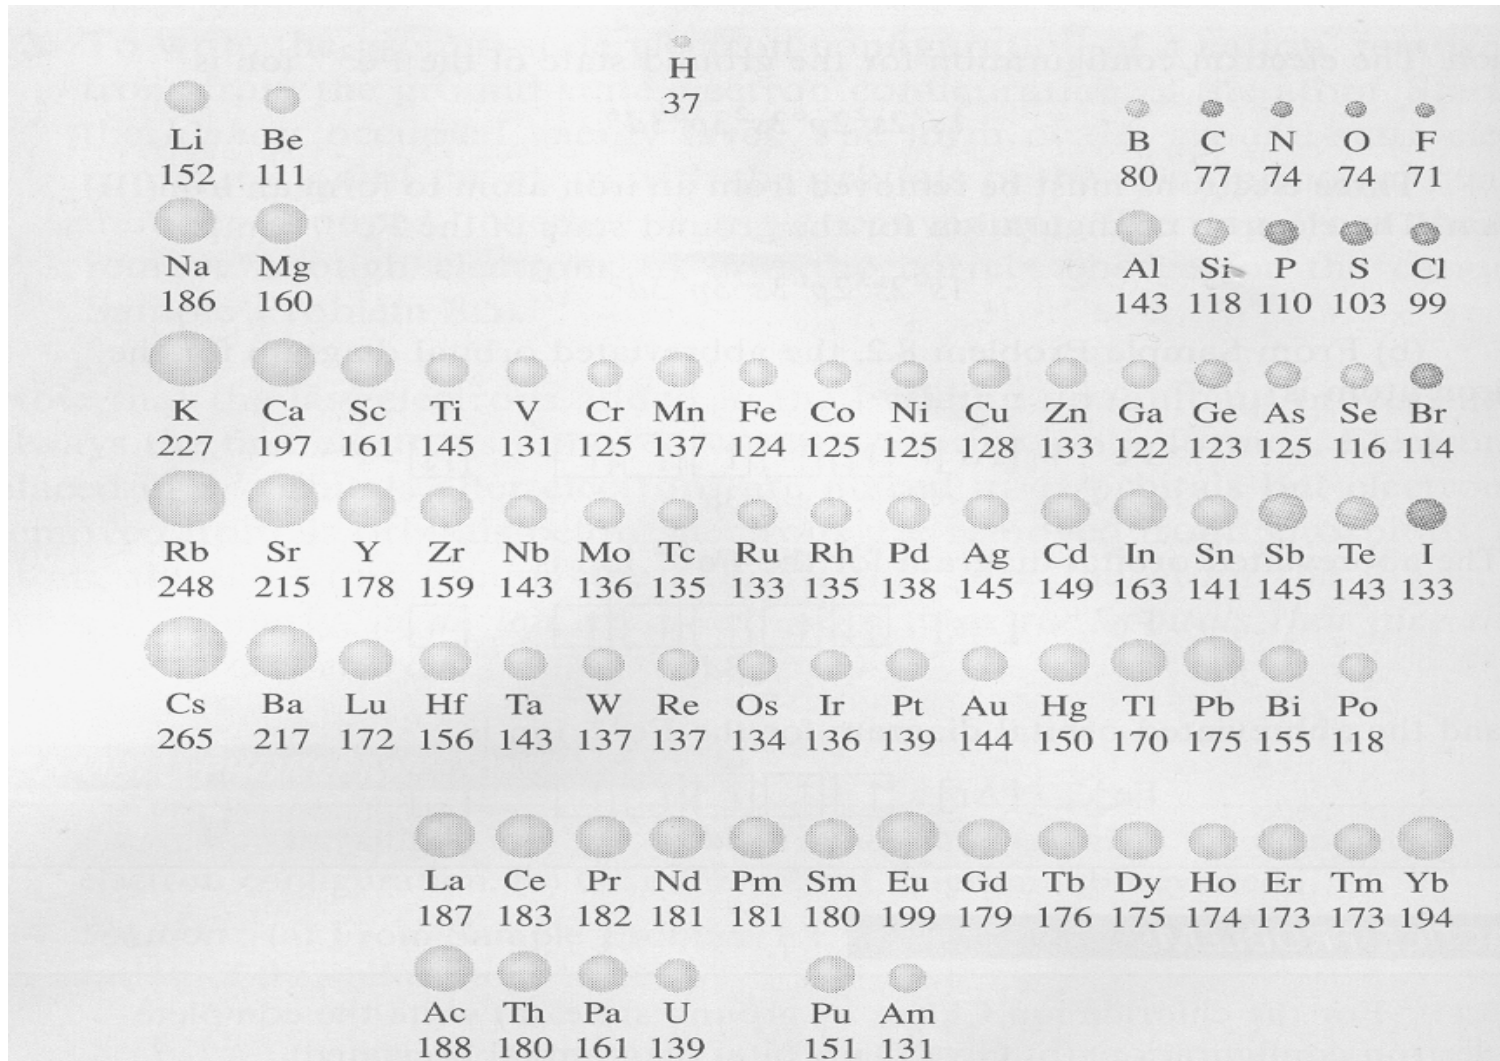 H
37
Li Be B C N O F
152 111 80 77 74 74 71
Na Mg Al Si P S Cl
186 160 143 118 110 103 99
K Ca Sc Ti V Cr Mn Fe Co Ni Cu Zn Ga Ge As Se Br
227 197 161 145 131 125 137 124 125 125 128 133 122 123 125 116 114
Rb Sr Y Zr Nb Mo Tc Ru Rh Pd Ag Cd In Sn Sb Te I
248 215 178 159 143 136 135 133 135 138 145 149 163 141 145 143 133
Cs Ba Lu Hf Ta W Re Os Ir Pt Au Hg Tl Pb Bi Po
265 217 172 156 143 137 137 134 136 139 144 150 170 175 155 118
La Ce Pr Nd Pm Sm Eu Gd Tb Dy Ho Er Tm Yb
187 183 182 181 181 180 199 179 176 175 174 173 173 194
Ac Th Pa U Pu Am
188 180 161 139 151 131